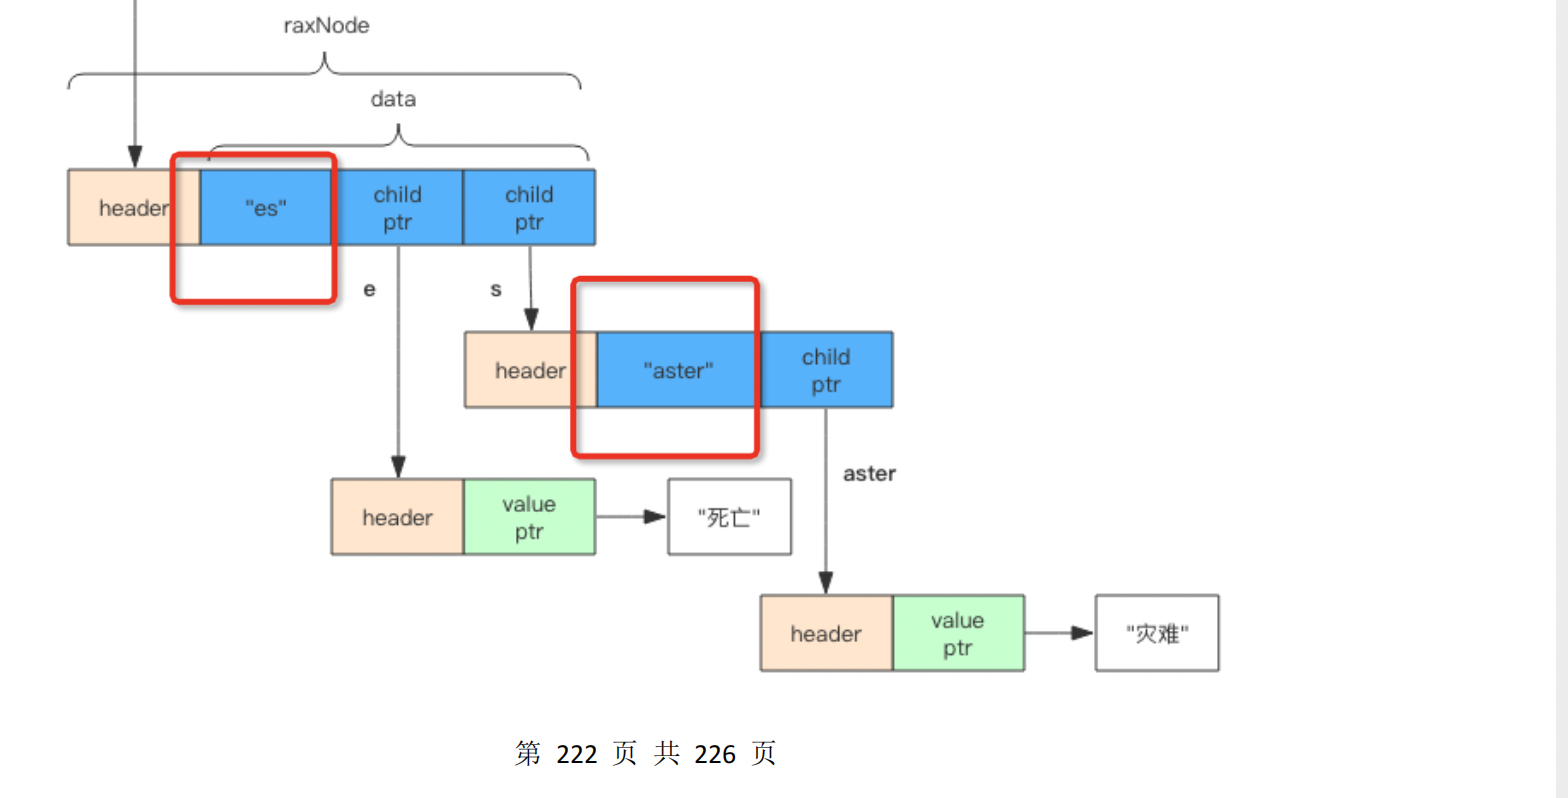 raxNode
data
header
"es"
child
ptr
child
ptr
e
s
header
"aster"
child
ptr
aster
header
value
ptr
"死亡"
header
value
ptr
"灾难"
第 222 页 共 226 页